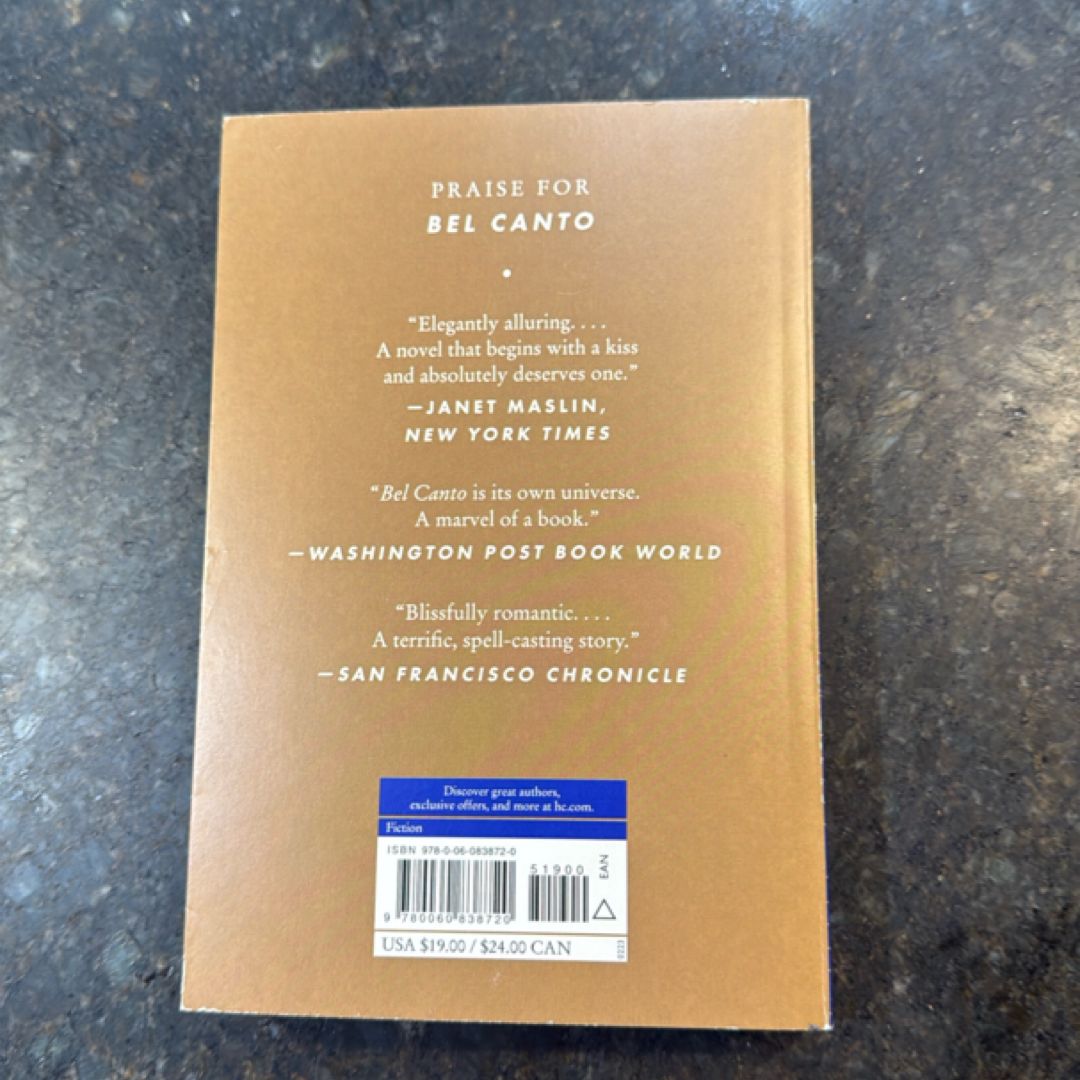 PRAISE FOR
BEL CANTO
•
“Elegantly alluring. . . .
A novel that begins with a kiss
and absolutely deserves one.”
—JANET MASLIN,
NEW YORK TIMES
“Bel Canto is its own universe.
A marvel of a book.”
—WASHINGTON POST BOOK WORLD
“Blissfully romantic. . . .
A terrific, spell-casting story.”
—SAN FRANCISCO CHRONICLE
Discover great authors,
exclusive offers, and more at hc.com.
Fiction
ISBN 978-0-06-083872-0
51900
EAN
9 780060 838720
USA $19.00 / $24.00 CAN
0223